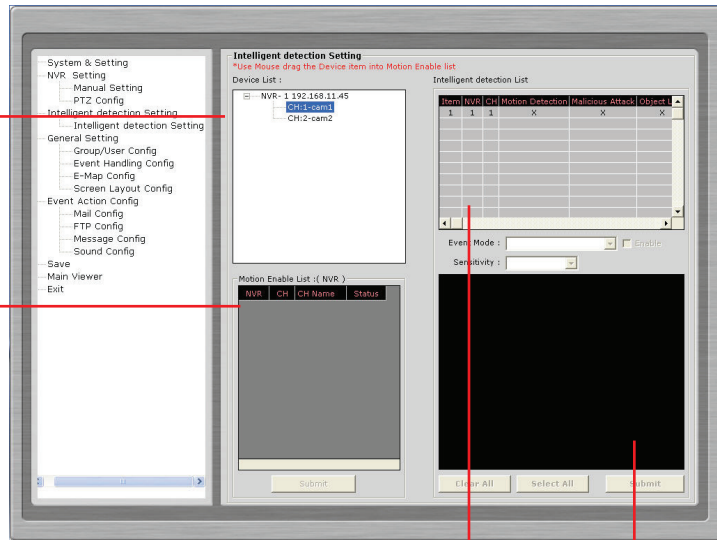 System & Setting
NVR Setting
Manual Setting
PTZ Config
Intelligent detection Setting
Intelligent detection Setting
General Setting
Group/User Config
Event Handling Config
E-Map Config
Screen Layout Config
Event Action Config
Mail Config
FTP Config
Message Config
Sound Config
Save
Main Viewer
Exit
Intelligent detection Setting
*Use Mouse drag the Device item into Motion Enable list
Device List :
NVR- 1 192.168.11.45
CH:1-cam1
CH:2-cam2
Motion Enable List :( NVR )
NVR CH CH Name Status
Submit
Intelligent detection List
Item NVR CH Motion Detection Malicious Attack Object L
1 1 1 X X X
Event Mode : Enable
Sensitivity :
Clear All Select All Submit